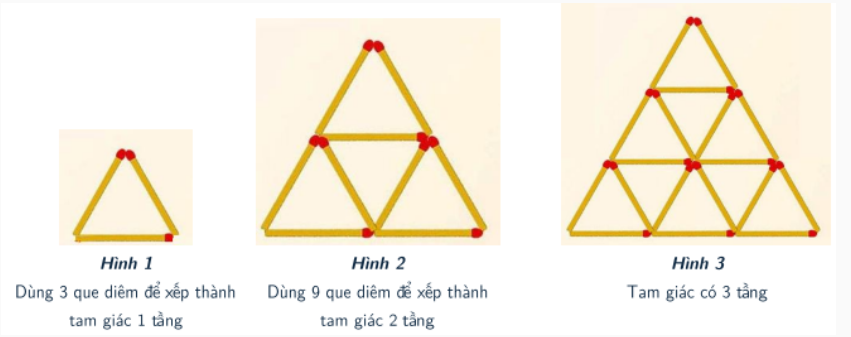 Hình 1
Dùng 3 que diêm để xếp thành
tam giác 1 tầng
Hình 2
Dùng 9 que diêm để xếp thành
tam giác 2 tầng
Hình 3
Tam giác có 3 tầng